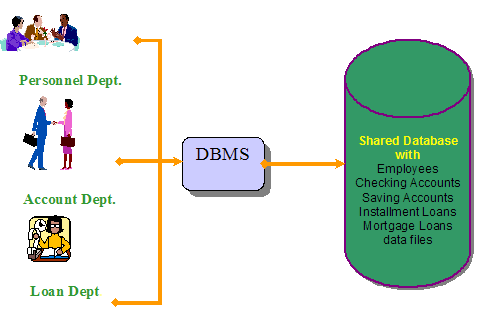 Personnel Dept.
Account Dept.
Loan Dept
DBMS
Shared Database
with
Employees
Checking Accounts
Saving Accounts
Installment Loans
Mortgage Loans
data files